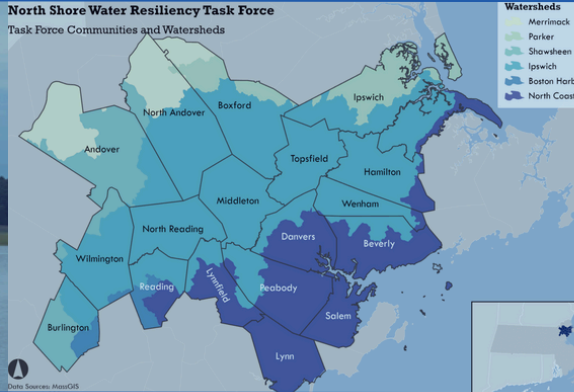 North Shore Water Resiliency Task Force
Task Force Communities and Watersheds
Watersheds
Merrimack
Parker
Shawsheen
Ipswich
Boston Harb
North Coast
North Andover
Boxford
Ipswich
Andover
Topsfield
Hamilton
Middleton
Wenham
North Reading
Danvers
Beverly
Wilmington
Reading
Lynnfield
Peabody
Salem
Burlington
Lynn
Data Sources: MassGIS